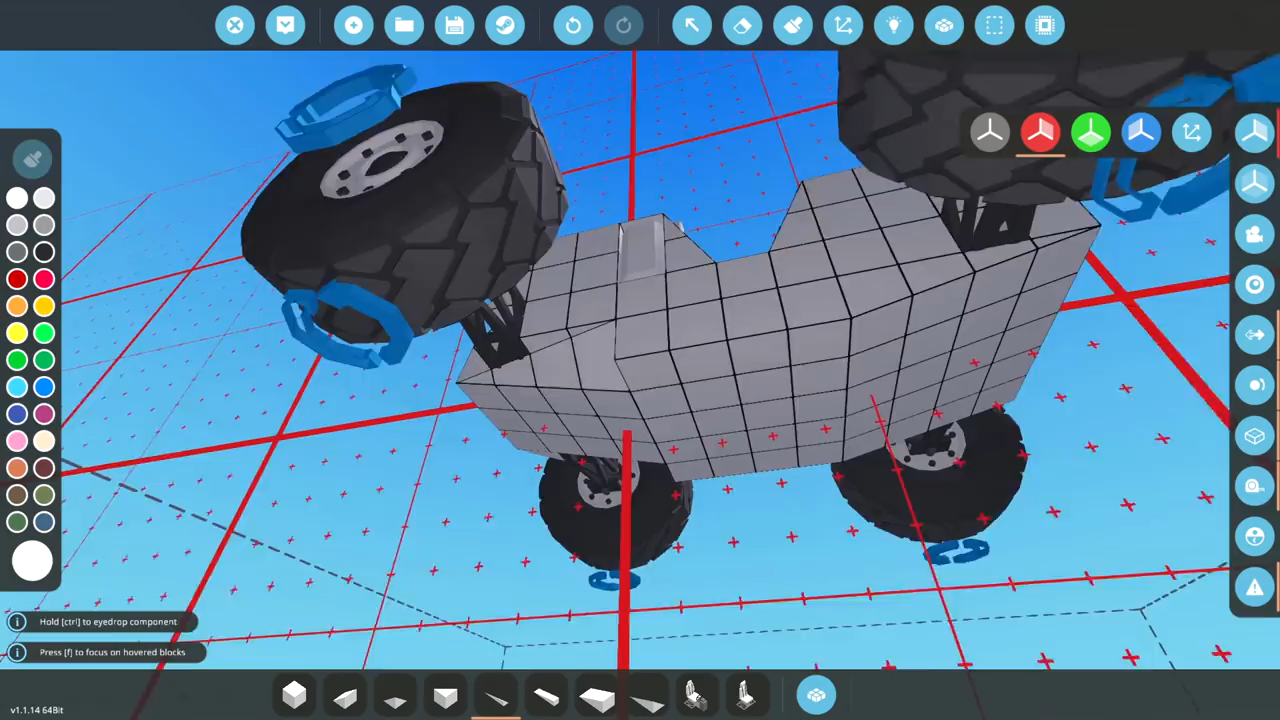 Hold [ctrl] to eyedrop component
Press [f] to focus on hovered blocks
v1.1.14 64Bit